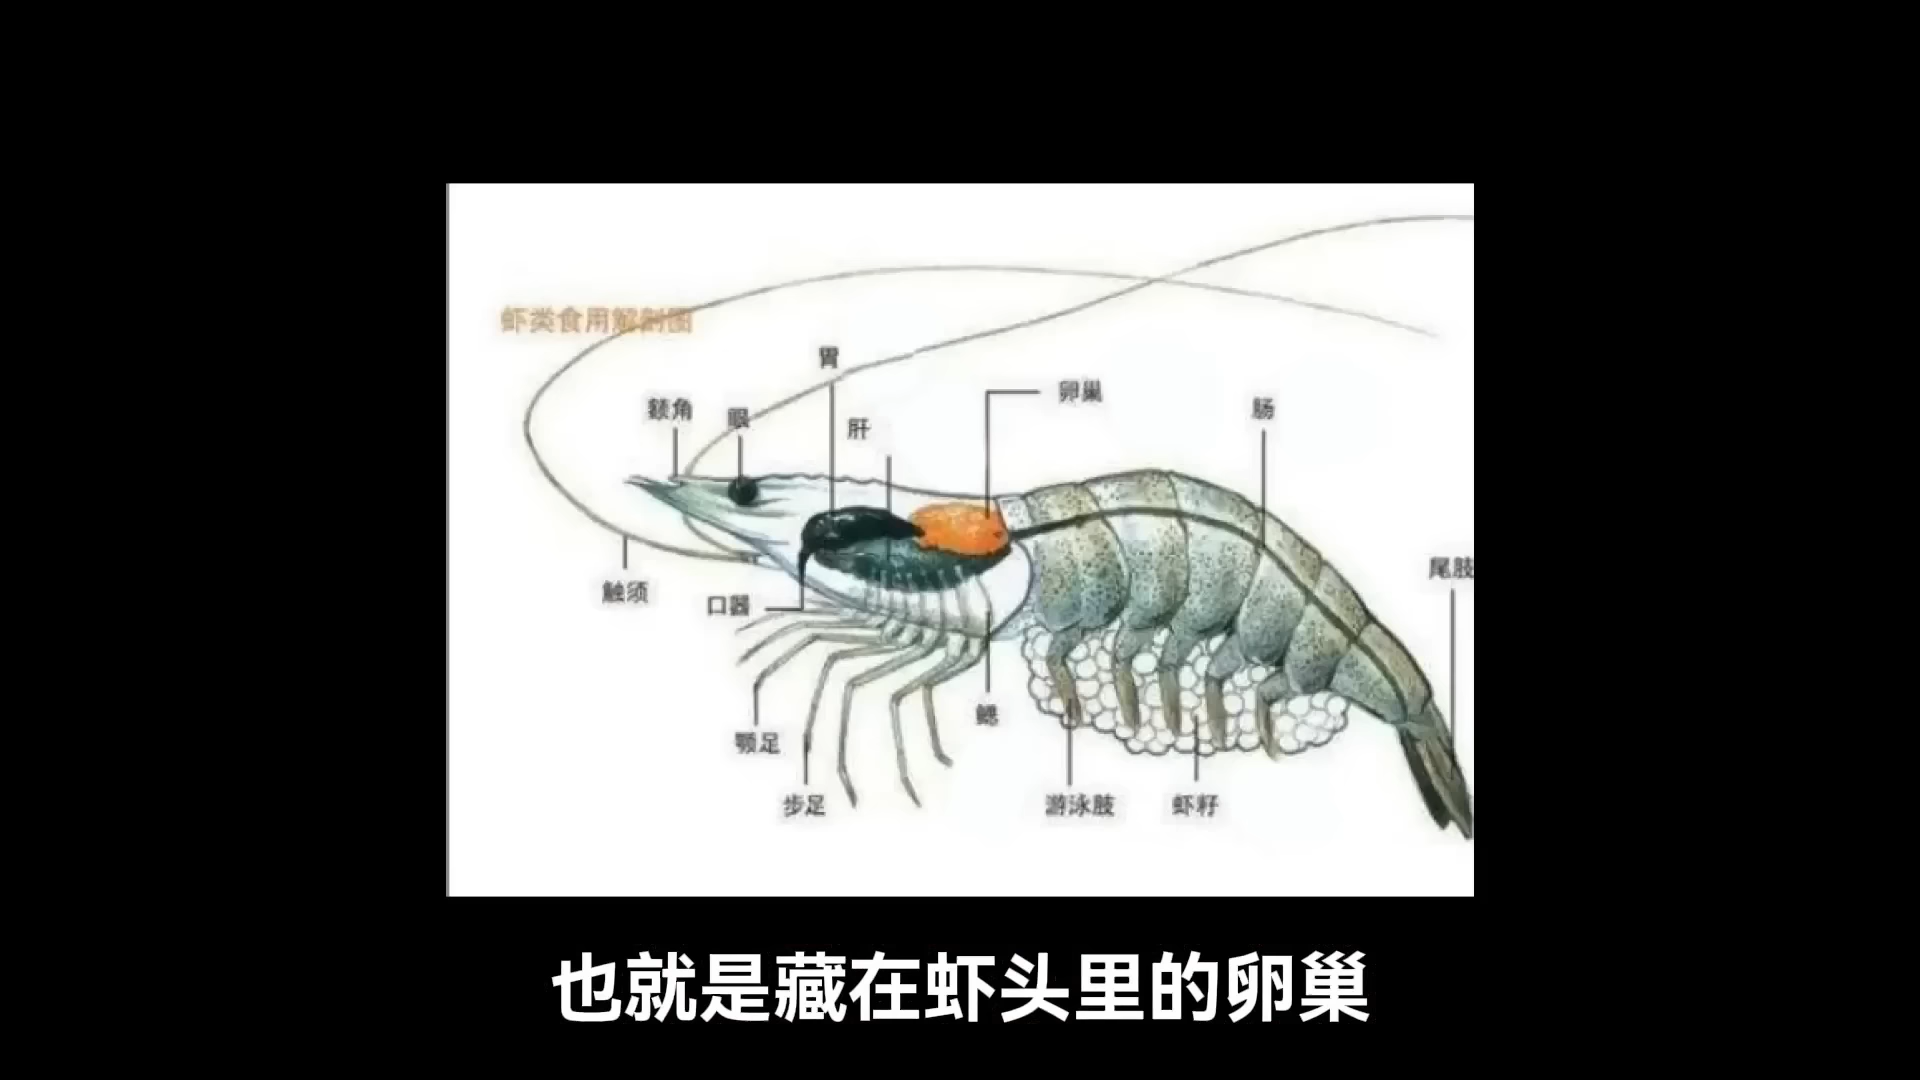 虾类食用解剖图
胃
卵巢
额角
眼
肝
肠
尾肢
触须
口器
鳃
颚足
步足
游泳肢
虾籽
也就是藏在虾头里的卵巢